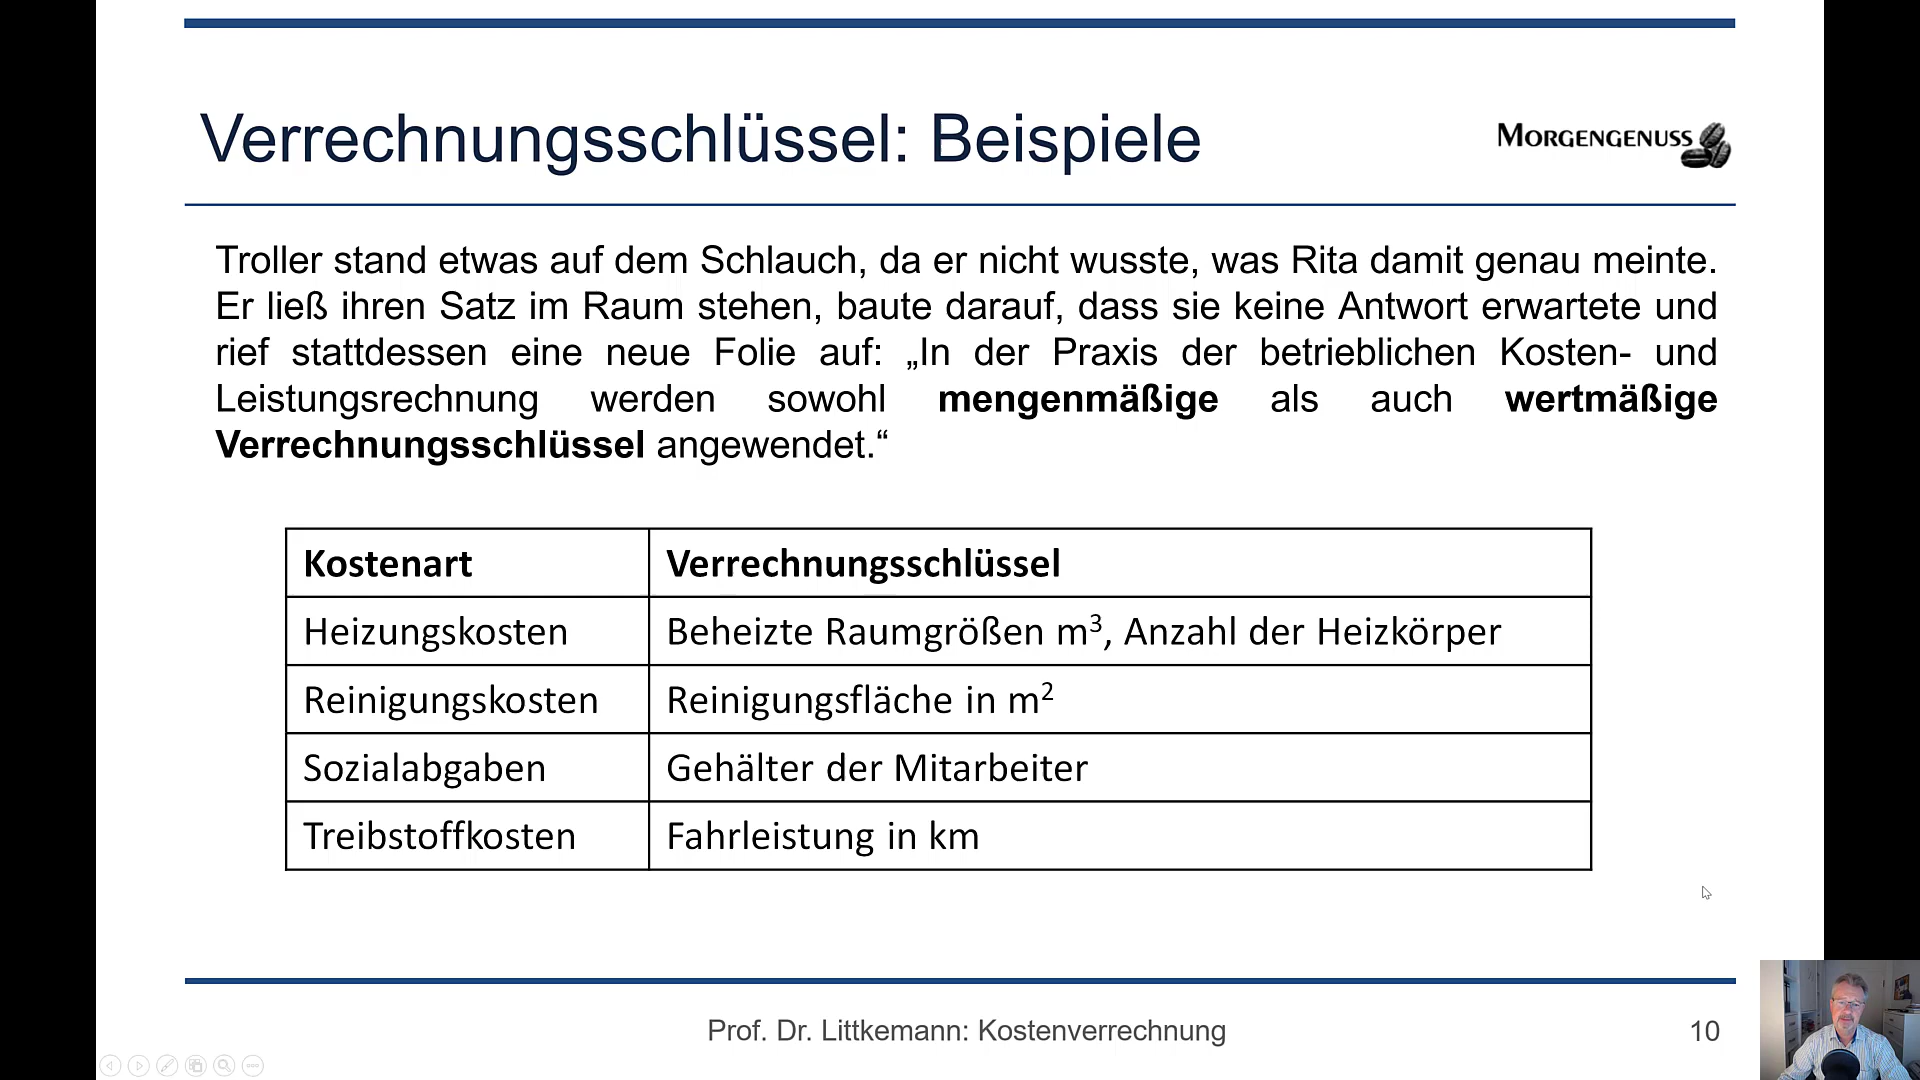 Verrechnungsschlüssel: Beispiele
MORGENGENUSS
Troller stand etwas auf dem Schlauch, da er nicht wusste, was Rita damit genau meinte.
Er ließ ihren Satz im Raum stehen, baute darauf, dass sie keine Antwort erwartete und
rief stattdessen eine neue Folie auf: „In der Praxis der betrieblichen Kosten- und
Leistungsrechnung werden sowohl mengenmäßige als auch wertmäßige
Verrechnungsschlüssel angewendet.“
Kostenart Verrechnungsschlüssel
Heizungskosten Beheizte Raumgrößen m³, Anzahl der Heizkörper
Reinigungskosten Reinigungsfläche in m²
Sozialabgaben Gehälter der Mitarbeiter
Treibstoffkosten Fahrleistung in km
Prof. Dr. Littkemann: Kostenverrechnung
10